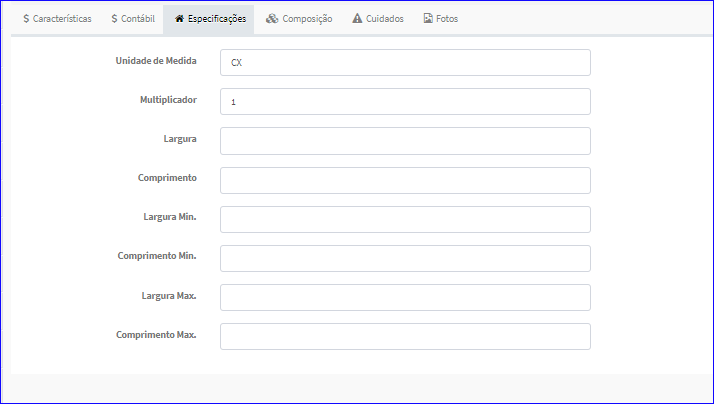 $ Características $ Contábil Especificações Composição Cuidados Fotos
Unidade de Medida CX
Multiplicador 1
Largura
Comprimento
Largura Min.
Comprimento Min.
Largura Max.
Comprimento Max.